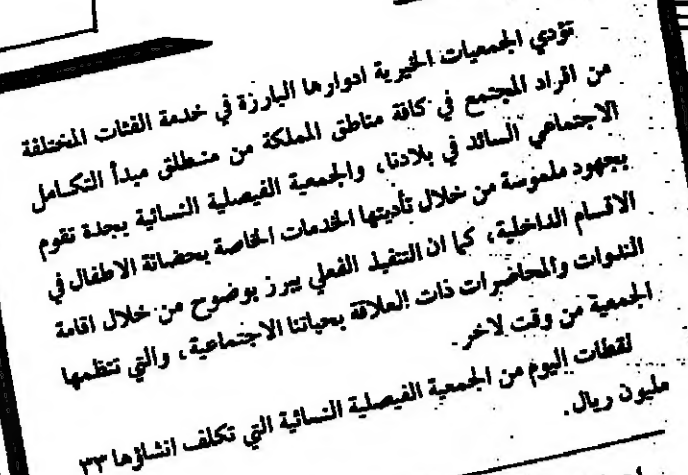 تؤدي الجمعيات الخيرية ادوارها البارزة في خدمة الفئات المختلفة
من افراد المجتمع في كافة مناطق المملكة من منطلق مبدأ التكامل
الاجتماعي السائد في بلادنا، والجمعية الفيصلية النسائية بجدة تقوم
بجهود ملموسة من خلال تأديتها الخدمات الخاصة بحضانة الاطفال في
الاقسام الداخلية، كما ان التنفيذ الفعلي يبرز بوضوح من خلال اقامة
الندوات والمحاضرات ذات العلاقة بحياتنا الاجتماعية، والتي تنظمها
الجمعية من وقت لاخر.
لقطات اليوم من الجمعية الفيصلية النسائية التي تكلف انشاؤها ٣٣
مليون ريال.